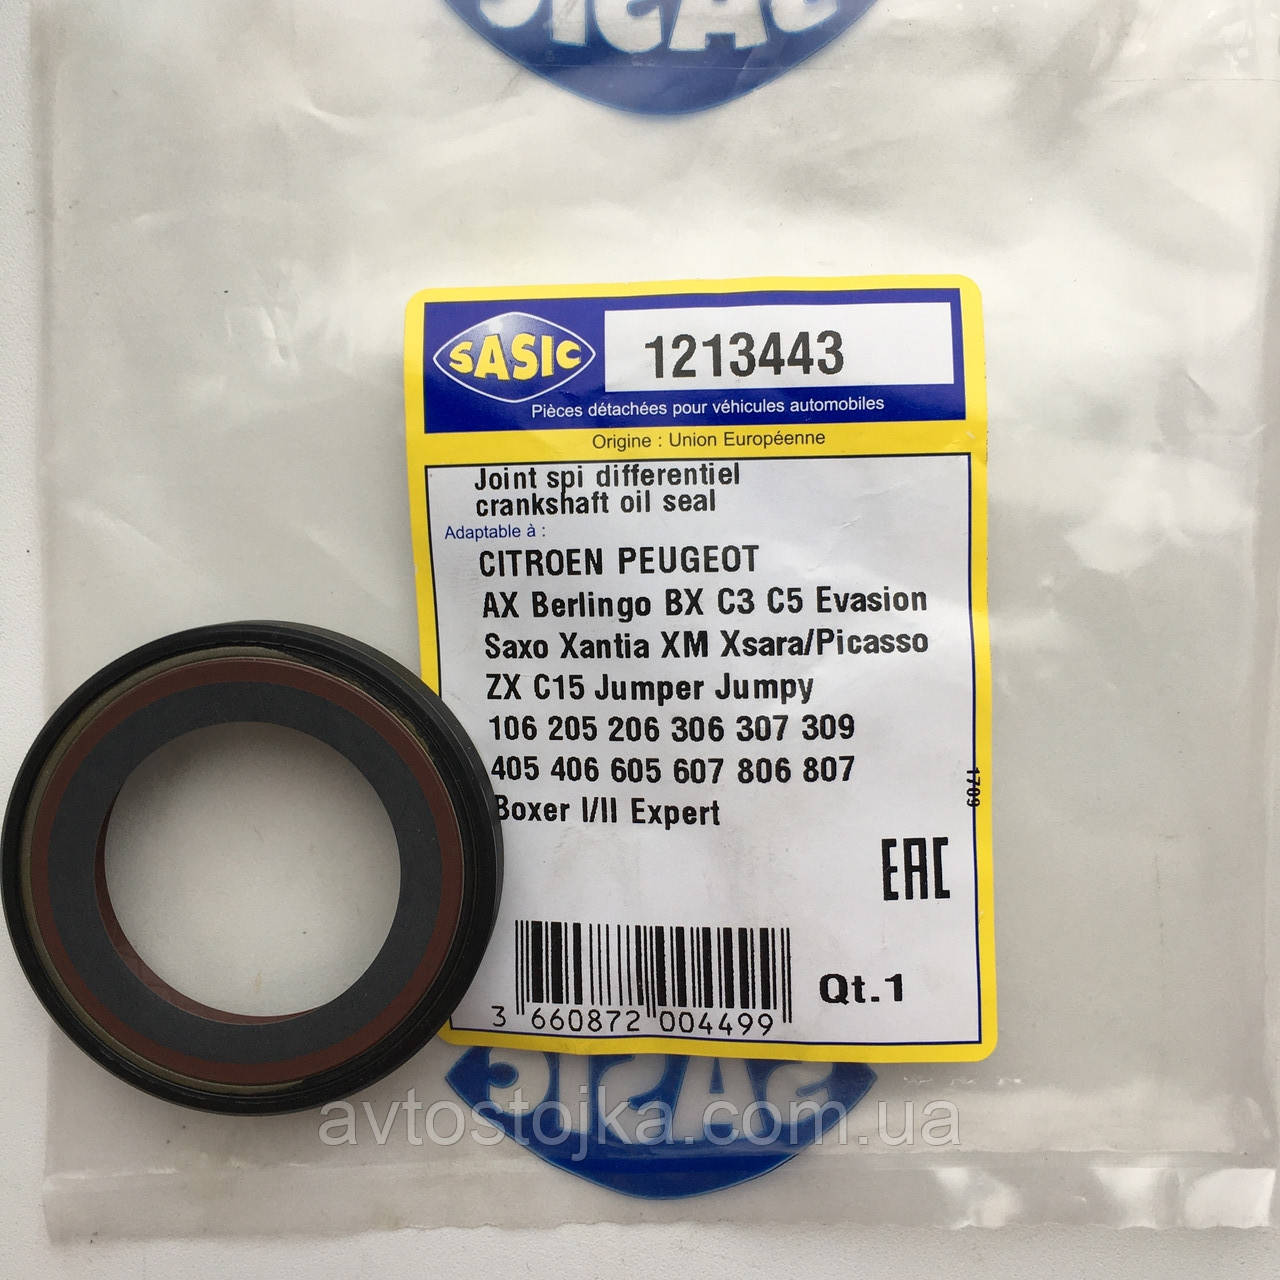 SASIC
SASIC
1213443
Pièces détachées pour véhicules automobiles
Origine : Union Européenne
Joint spi differentiel
crankshaft oil seal
Adaptable à :
CITROEN PEUGEOT
AX Berlingo BX C3 C5 Evasion
Saxo Xantia XM Xsara/Picasso
ZX C15 Jumper Jumpy
106 205 206 306 307 309
405 406 605 607 806 807
1709
Boxer I/II Expert
EAC
Qt.1
3 660872 004499
SASIC
avtostojka.com.ua